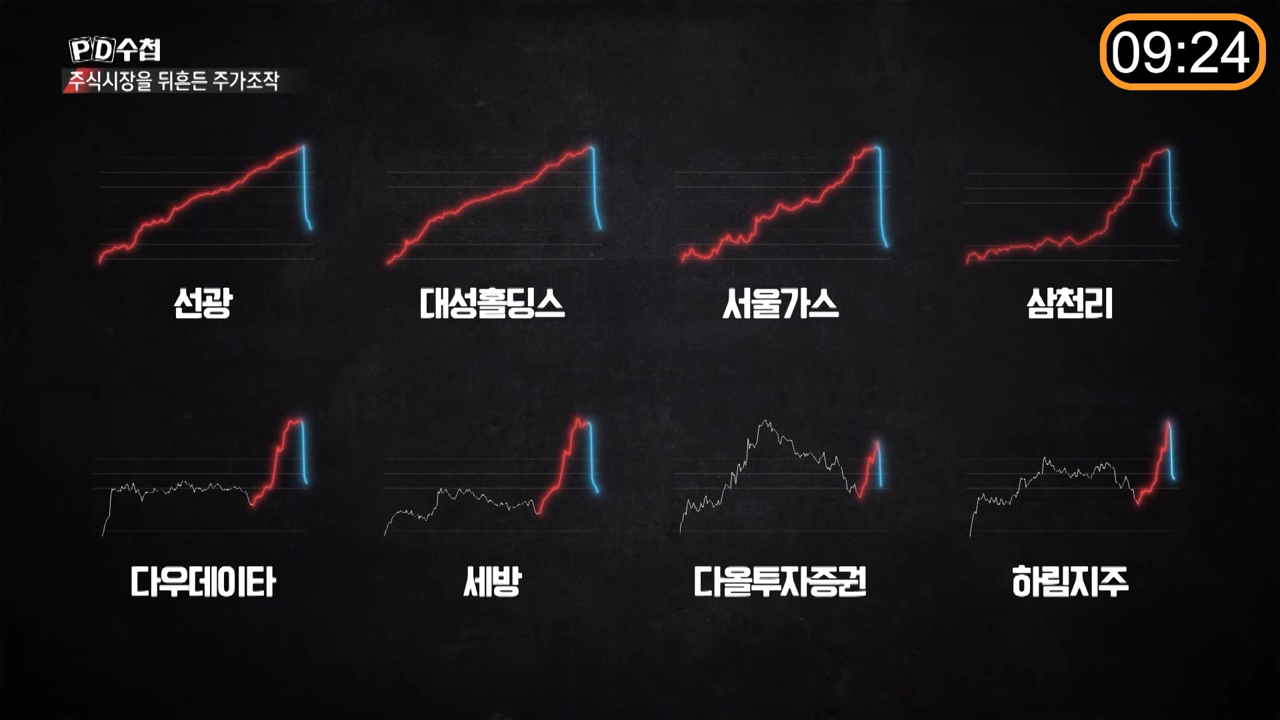 PD수첩
주식시장을 뒤흔든 주가조작
09:24
선광
대성홀딩스
서울가스
삼천리
다우데이타
세방
다올투자증권
하림지주